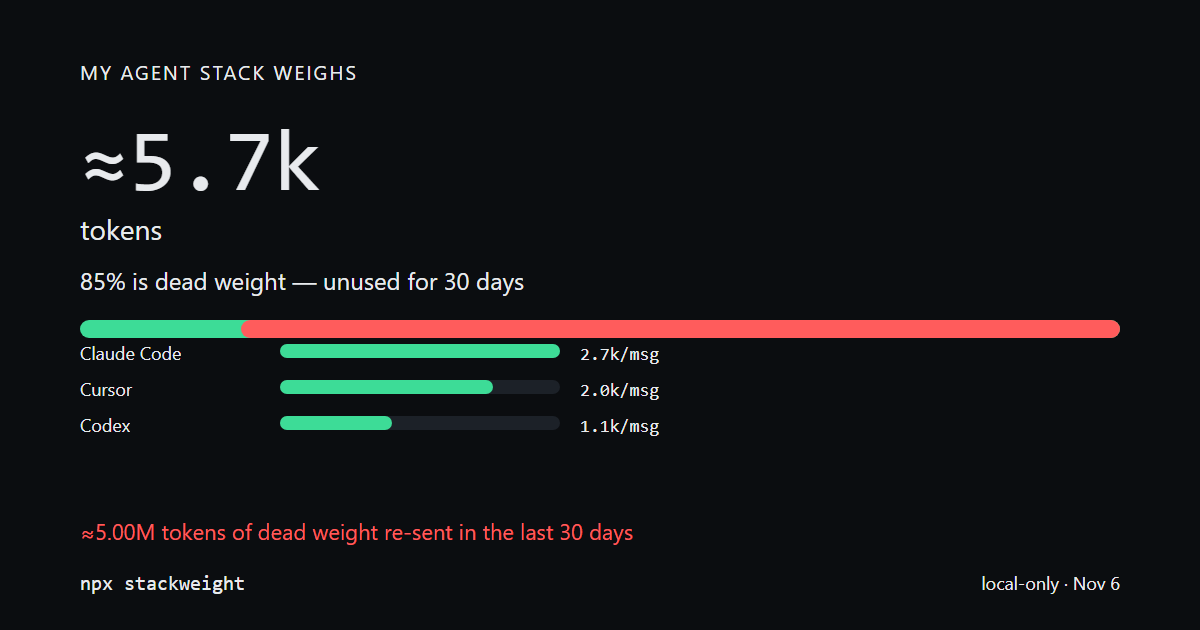 MY AGENT STACK WEIGHS
≈5.7k
tokens
85% is dead weight — unused for 30 days
Claude Code 2.7k/msg
Cursor 2.0k/msg
Codex 1.1k/msg
≈5.00M tokens of dead weight re-sent in the last 30 days
npx stackweight local-only · Nov 6